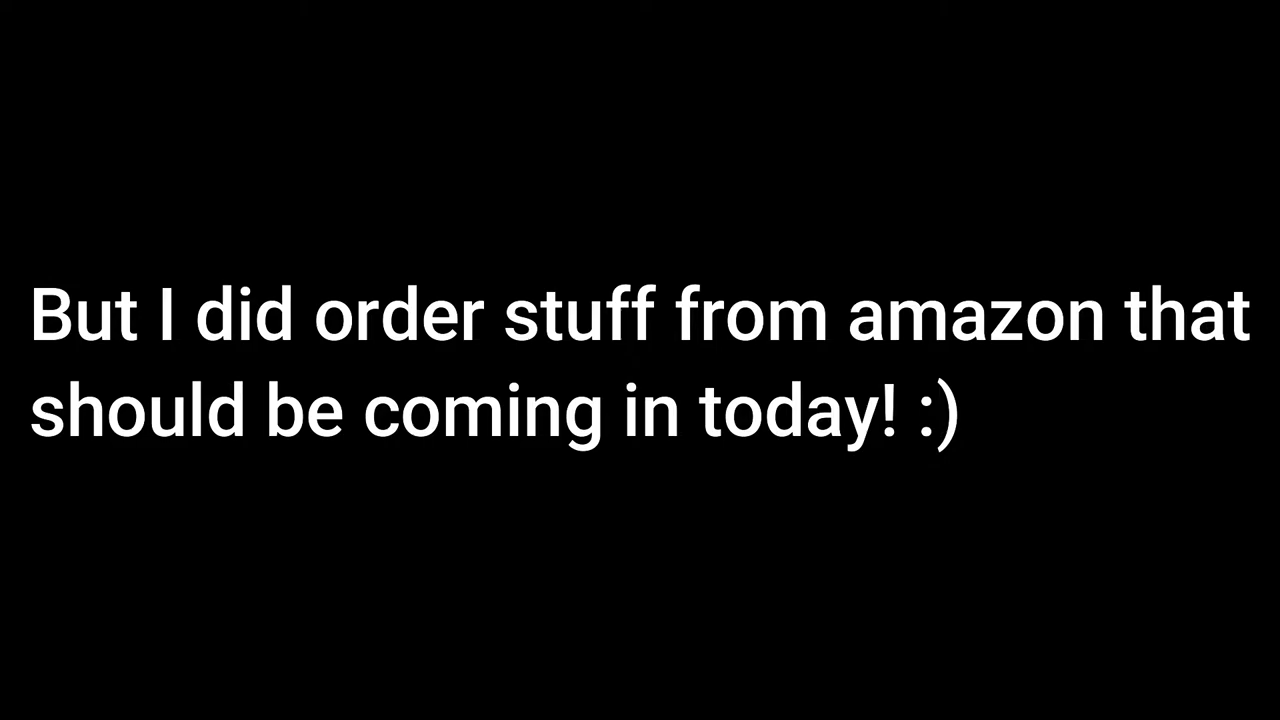 But I did order stuff from amazon that
should be coming in today! :)